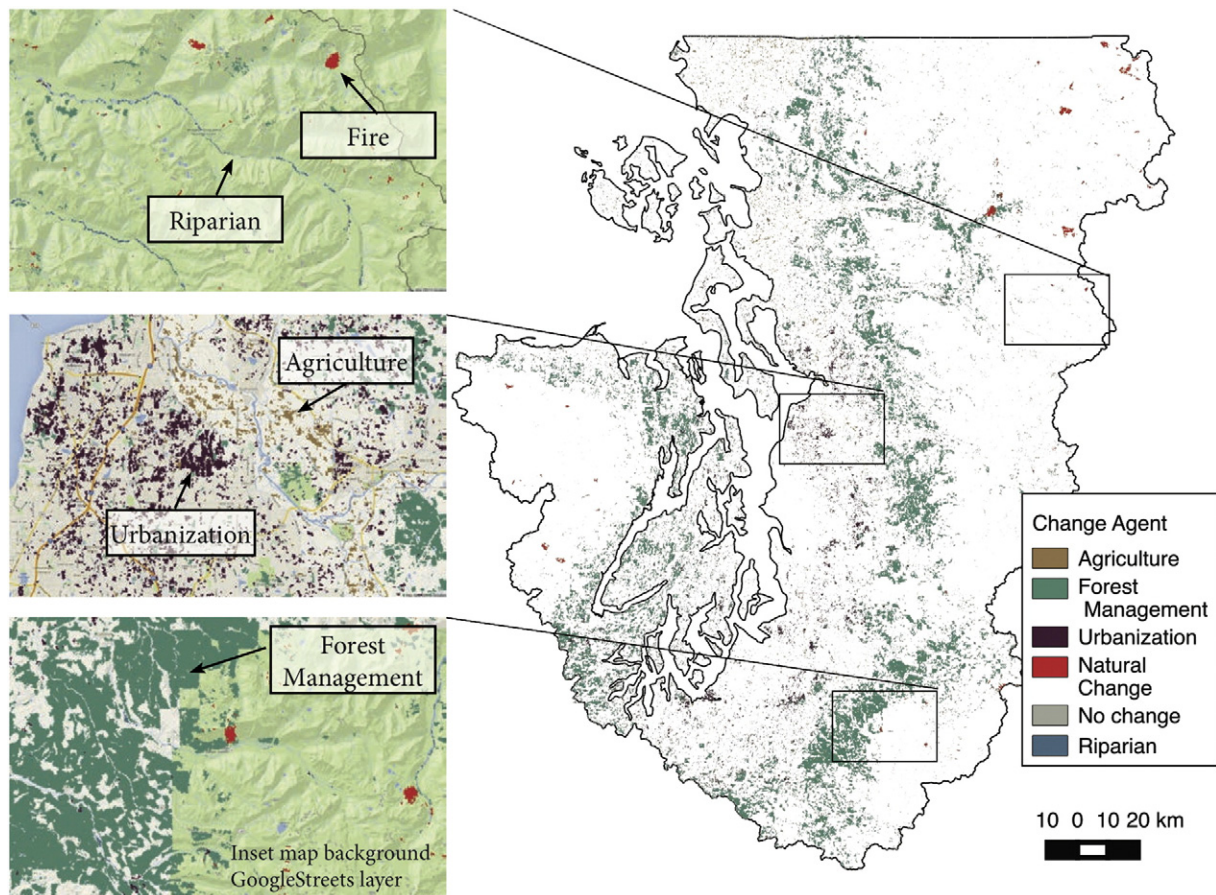 Fire
Riparian
Agriculture
Urbanization
Forest
Management
Inset map background
GoogleStreets layer
Change Agent
Agriculture
Forest
Management
Urbanization
Natural
Change
No change
Riparian
10 0 10 20 km